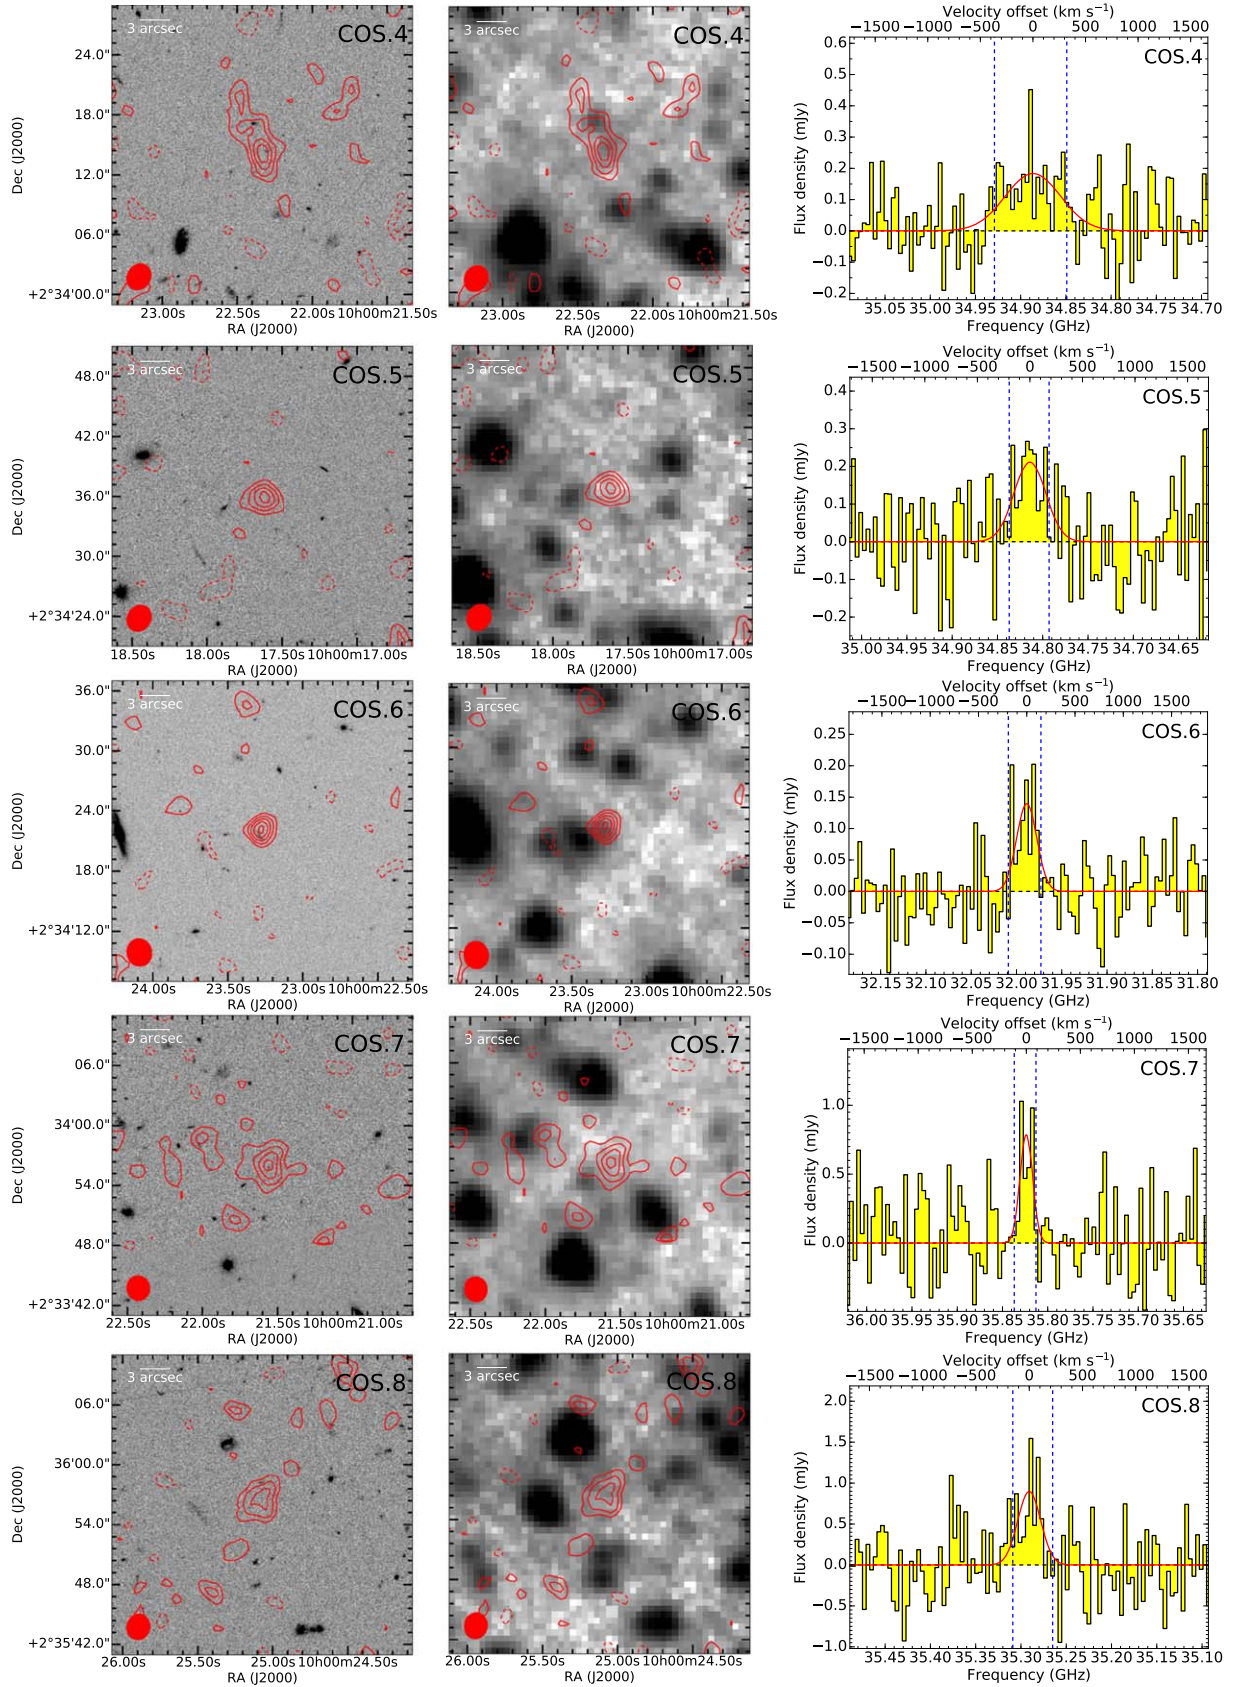 3 arcsec
COS.4
24.0"
18.0"
12.0"
06.0"
+2°34'00.0"
Dec (J2000)
23.00s 22.50s 22.00s 10h00m21.50s
RA (J2000)
3 arcsec
COS.4
23.00s 22.50s 22.00s 10h00m21.50s
RA (J2000)
Velocity offset (km s⁻¹)
−1500 −1000 −500 0 500 1000 1500
COS.4
Flux density (mJy)
0.6
0.5
0.4
0.3
0.2
0.1
0.0
−0.1
−0.2
35.05 35.00 34.95 34.90 34.85 34.80 34.75 34.70
Frequency (GHz)
3 arcsec
COS.5
48.0"
42.0"
36.0"
30.0"
+2°34'24.0"
Dec (J2000)
18.50s 18.00s 17.50s 10h00m17.00s
RA (J2000)
3 arcsec
COS.5
18.50s 18.00s 17.50s 10h00m17.00s
RA (J2000)
Velocity offset (km s⁻¹)
−1500 −1000 −500 0 500 1000 1500
COS.5
Flux density (mJy)
0.4
0.3
0.2
0.1
0.0
−0.1
−0.2
35.00 34.95 34.90 34.85 34.80 34.75 34.70 34.65
Frequency (GHz)
3 arcsec
COS.6
36.0"
30.0"
24.0"
18.0"
+2°34'12.0"
Dec (J2000)
24.00s 23.50s 23.00s 10h00m22.50s
RA (J2000)
3 arcsec
COS.6
24.00s 23.50s 23.00s 10h00m22.50s
RA (J2000)
Velocity offset (km s⁻¹)
−1500 −1000 −500 0 500 1000 1500
COS.6
Flux density (mJy)
0.25
0.20
0.15
0.10
0.05
0.00
−0.05
−0.10
32.15 32.10 32.05 32.00 31.95 31.90 31.85 31.80
Frequency (GHz)
3 arcsec
COS.7
06.0"
34'00.0"
54.0"
48.0"
+2°33'42.0"
Dec (J2000)
22.50s 22.00s 21.50s 10h00m21.00s
RA (J2000)
3 arcsec
COS.7
22.50s 22.00s 21.50s 10h00m21.00s
RA (J2000)
Velocity offset (km s⁻¹)
−1500 −1000 −500 0 500 1000 1500
COS.7
Flux density (mJy)
1.0
0.5
0.0
36.00 35.95 35.90 35.85 35.80 35.75 35.70 35.65
Frequency (GHz)
3 arcsec
COS.8
06.0"
36'00.0"
54.0"
48.0"
+2°35'42.0"
Dec (J2000)
26.00s 25.50s 25.00s 10h00m24.50s
RA (J2000)
3 arcsec
COS.8
26.00s 25.50s 25.00s 10h00m24.50s
RA (J2000)
Velocity offset (km s⁻¹)
−1500 −1000 −500 0 500 1000 1500
COS.8
Flux density (mJy)
2.0
1.5
1.0
0.5
0.0
−0.5
−1.0
35.45 35.40 35.35 35.30 35.25 35.20 35.15 35.10
Frequency (GHz)